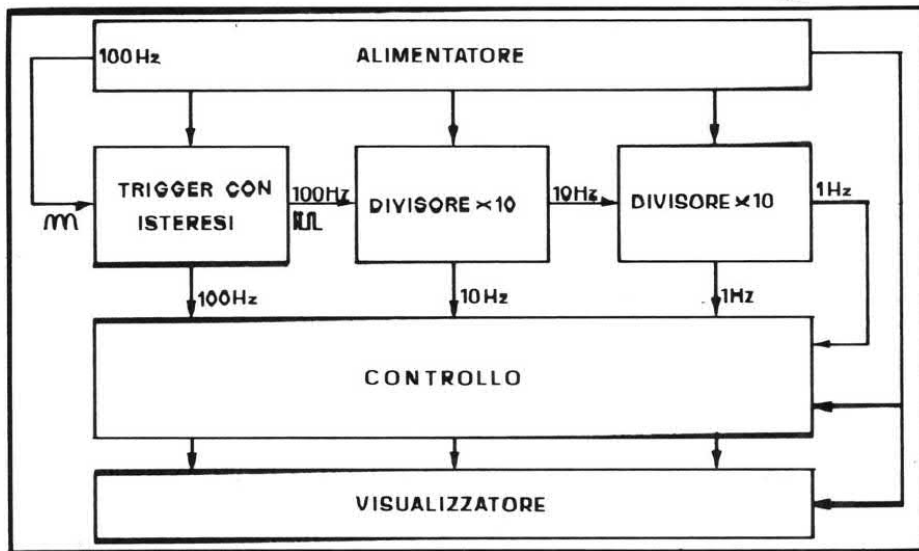 100Hz
ALIMENTATORE
TRIGGER CON
ISTERESI
100Hz
DIVISORE × 10
10Hz
DIVISORE × 10
1Hz
100Hz
10Hz
1Hz
CONTROLLO
VISUALIZZATORE